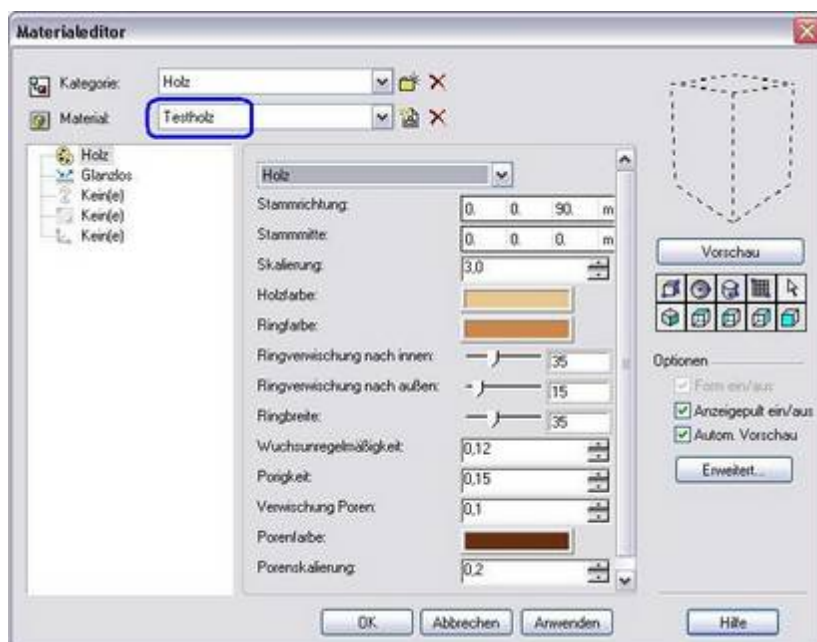 Materialeditor
Kategorie: Holz
Material: Testholz
Holz
Glanzlos
Kein(e)
Kein(e)
Kein(e)
Holz
Stammrichtung: 0. 0. 90. m
Stammmitte: 0. 0. 0. m
Skalierung: 3,0
Holzfarbe:
Ringfarbe:
Ringverwischung nach innen: 35
Ringverwischung nach außen: 15
Ringbreite: 35
Wuchsunregelmäßigkeit: 0,12
Porigkeit: 0,15
Verwischung Poren: 0,1
Porenfarbe:
Porenskalierung: 0,2
Vorschau
Optionen
Form ein/aus
Anzeigepult ein/aus
Autom. Vorschau
Erweitert...
OK Abbrechen Anwenden Hilfe